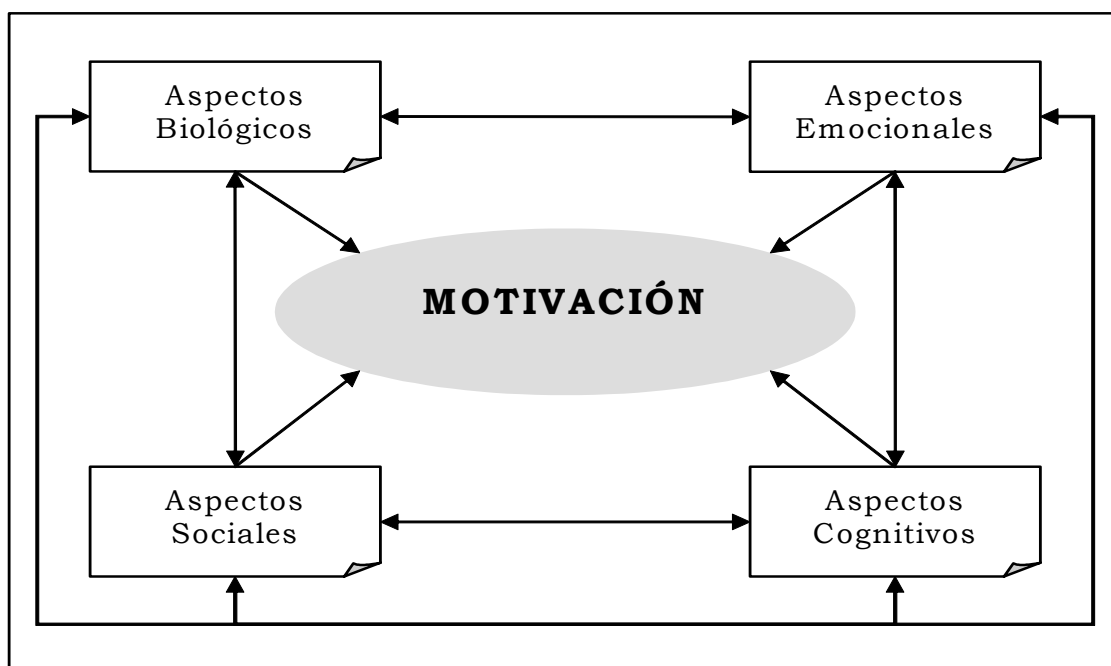 Aspectos
Biológicos
Aspectos
Emocionales
MOTIVACIÓN
Aspectos
Sociales
Aspectos
Cognitivos